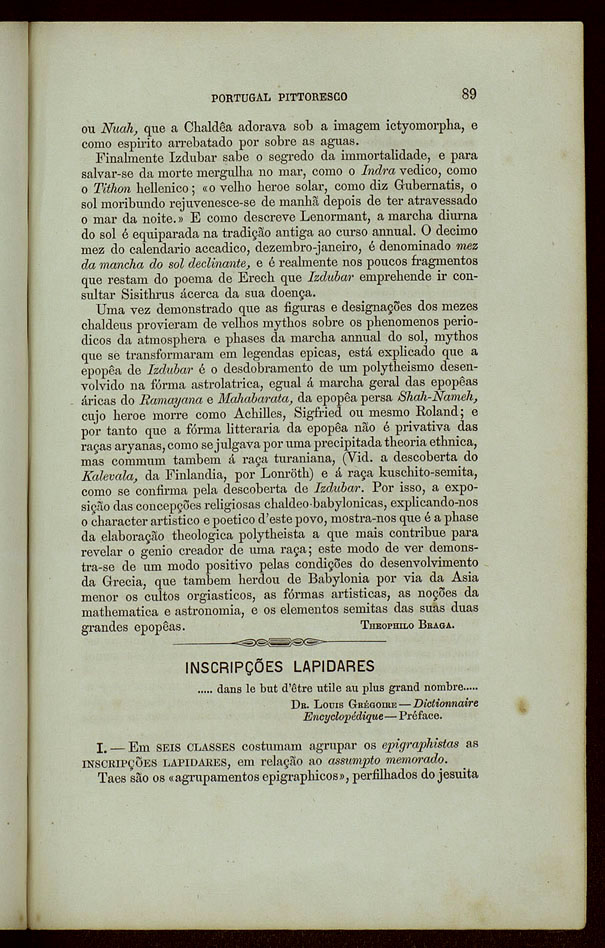 PORTUGAL PITTORESCO 89
ou Nuah, que a Chaldêa adorava sob a imagem ictyomorpha, e
como espirito arrebatado por sobre as aguas.
Finalmente Izdubar sabe o segredo da immortalidade, e para
salvar-se da morte mergulha no mar, como o Indra vedico, como
o Tithon hellenico; «o velho heroe solar, como diz Gubernatis, o
sol moribundo rejuvenesce-se de manhã depois de ter atravessado
o mar da noite.» E como descreve Lenormant, a marcha diurna
do sol é equiparada na tradição antiga ao curso annual. O decimo
mez do calendario accadico, dezembro-janeiro, é denominado mez
da mancha do sol declinante, e é realmente nos poucos fragmentos
que restam do poema de Erech que Izdubar emprehende ir con-
sultar Sisithrus ácerca da sua doença.
Uma vez demonstrado que as figuras e designações dos mezes
chaldeus provieram de velhos mythos sobre os phenomenos perio-
dicos da atmosphera e phases da marcha annual do sol, mythos
que se transformaram em legendas epicas, está explicado que a
epopêa de Izdubar é o desdobramento de um polytheismo desen-
volvido na fórma astrolatrica, egual á marcha geral das epopêas
áricas do Ramayana e Mahabarata, da epopêa persa Shah-Nameh,
cujo heroe morre como Achilles, Sigfried ou mesmo Roland; e
por tanto que a fórma litteraria da epopêa não é privativa das
raças aryanas, como se julgava por uma precipitada theoria ethnica,
mas commum tambem á raça turaniana, (Vid. a descoberta do
Kalevala, da Finlandia, por Lonröth) e á raça kuschito-semita,
como se confirma pela descoberta de Izdubar. Por isso, a expo-
sição das concepções religiosas chaldeo-babylonicas, explicando-nos
o character artistico e poetico d'este povo, mostra-nos que é a phase
da elaboração theologica polytheista a que mais contribue para
revelar o genio creador de uma raça; este modo de ver demons-
tra-se de um modo positivo pelas condições do desenvolvimento
da Grecia, que tambem herdou de Babylonia por via da Asia
menor os cultos orgiasticos, as fórmas artisticas, as noções da
mathematica e astronomia, e os elementos semitas das suas duas
grandes epopêas. THEOPHILO BRAGA.
INSCRIPÇÕES LAPIDARES
..... dans le but d'être utile au plus grand nombre.....
DR. LOUIS GRÉGOIRE — Dictionnaire
Encyclopédique — Préface.
I. — Em SEIS CLASSES costumam agrupar os epigraphistas as
INSCRIPÇÕES LAPIDARES, em relação ao assumpto memorado.
Taes são os «agrupamentos epigraphicos», perfilhados do jesuita